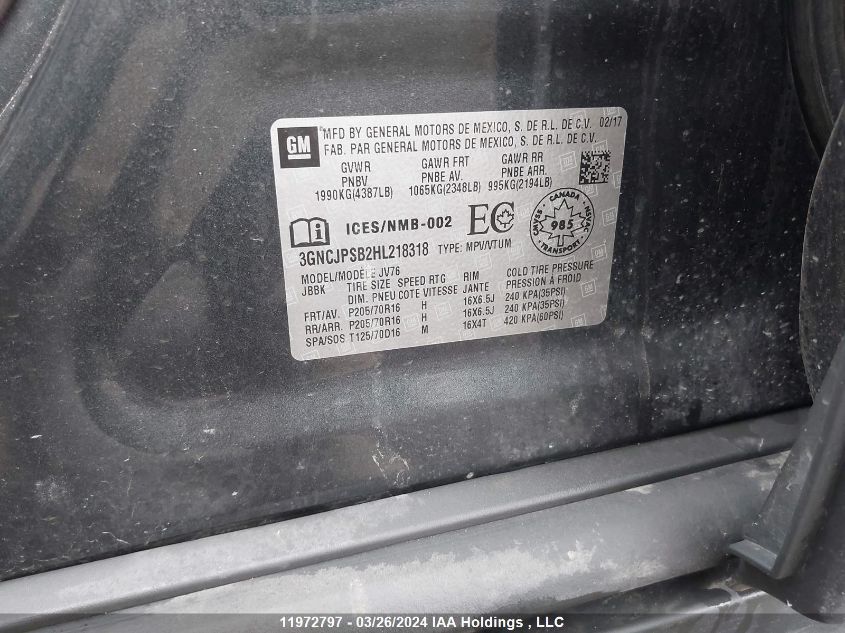 GM
MFD BY GENERAL MOTORS DE MEXICO, S. DE R.L. DE C.V. 02/17
FAB. PAR GENERAL MOTORS DE MEXICO, S. DE R.L. DE C.V.
GVWR GAWR FRT GAWR RR
PNBV PNBE AV. PNBE ARR.
1990KG(4387LB) 1065KG(2348LB) 995KG(2194LB)
ICES/NMB-002 EC
CANADA
CMVSS 985 NSVAC
TRANSPORT
3GNCJPSB2HL218318 TYPE: MPV/VTUM
MODEL/MODÈLE JV76
JBBK TIRE SIZE SPEED RTG RIM COLD TIRE PRESSURE
DIM. PNEU COTE VITESSE JANTE PRESSION À FROID
FRT/AV. P205/70R16 H 16X6.5J 240 KPA(35PSI)
RR/ARR. P205/70R16 H 16X6.5J 240 KPA(35PSI)
SPA/SOS T125/70D16 M 16X4T 420 KPA(60PSI)
11972797 - 03/26/2024 IAA Holdings , LLC